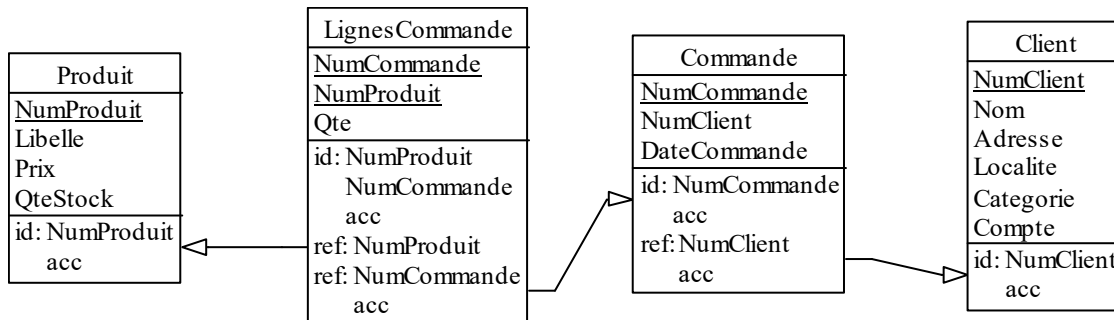 Produit
NumProduit
Libelle
Prix
QteStock
id: NumProduit
acc
LignesCommande
NumCommande
NumProduit
Qte
id: NumProduit
NumCommande
acc
ref: NumProduit
ref: NumCommande
acc
Commande
NumCommande
NumClient
DateCommande
id: NumCommande
acc
ref: NumClient
acc
Client
NumClient
Nom
Adresse
Localite
Categorie
Compte
id: NumClient
acc